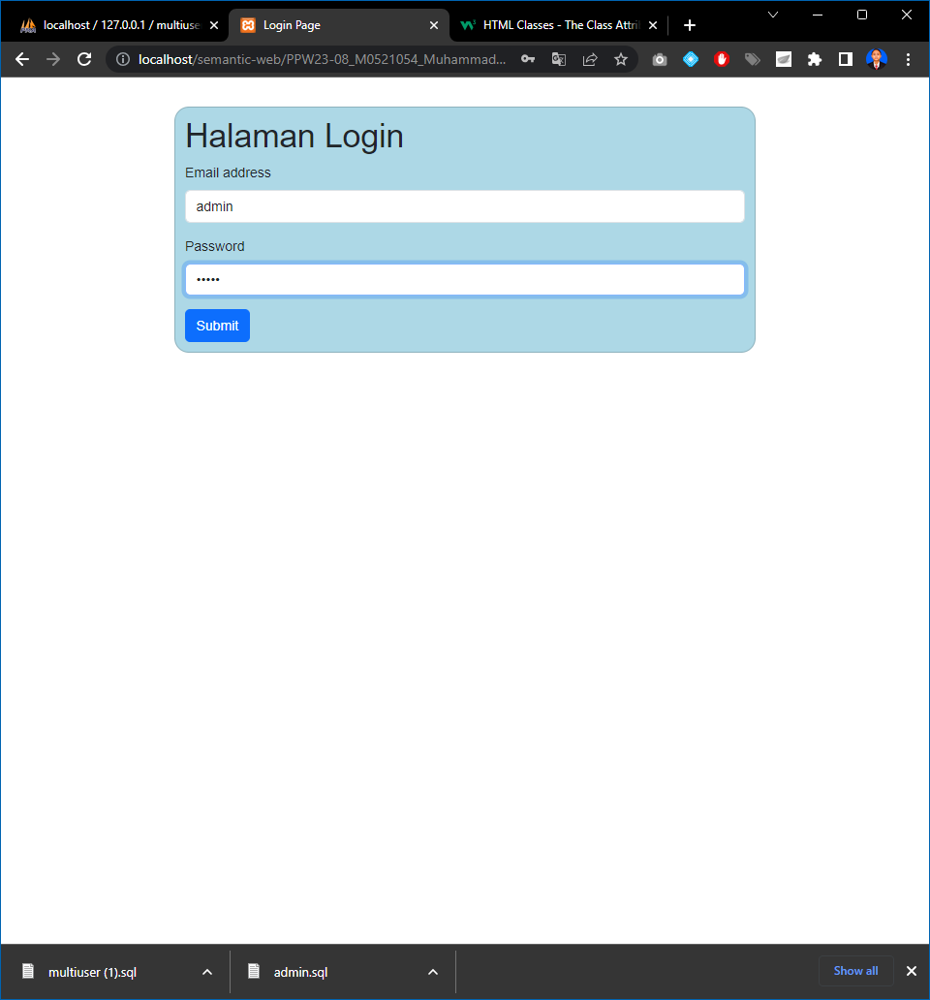 localhost / 127.0.0.1 / multiuse
Login Page
HTML Classes - The Class Attri
localhost/semantic-web/PPW23-08_M0521054_Muhammad...
Halaman Login
Email address
admin
Password
•••••
Submit
multiuser (1).sql
admin.sql
Show all